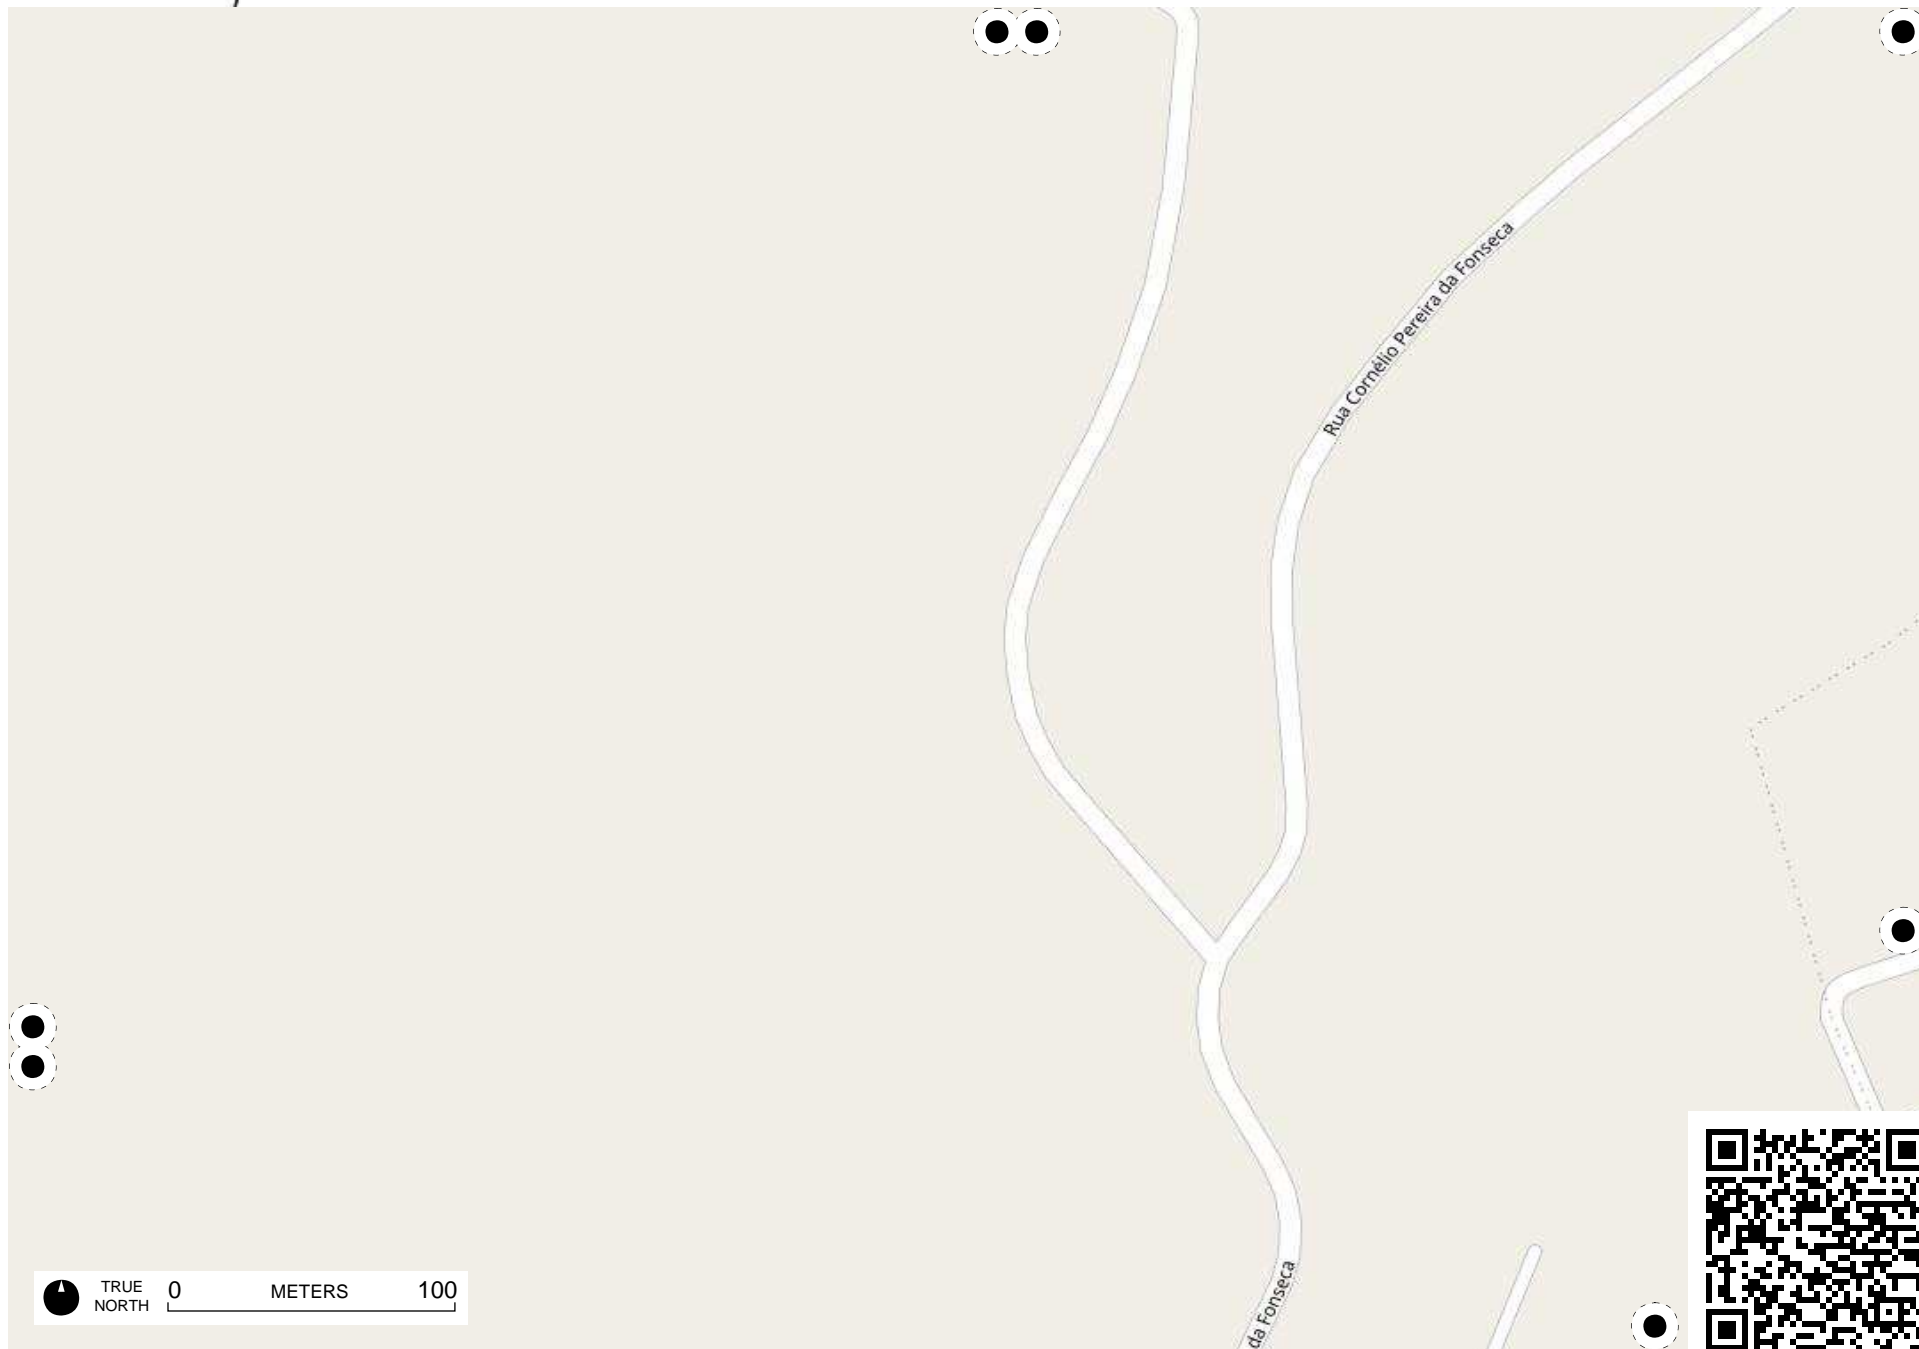 Rua Cornélio Pereira da Fonseca
da Fonseca
TRUE
NORTH
0 METERS 100